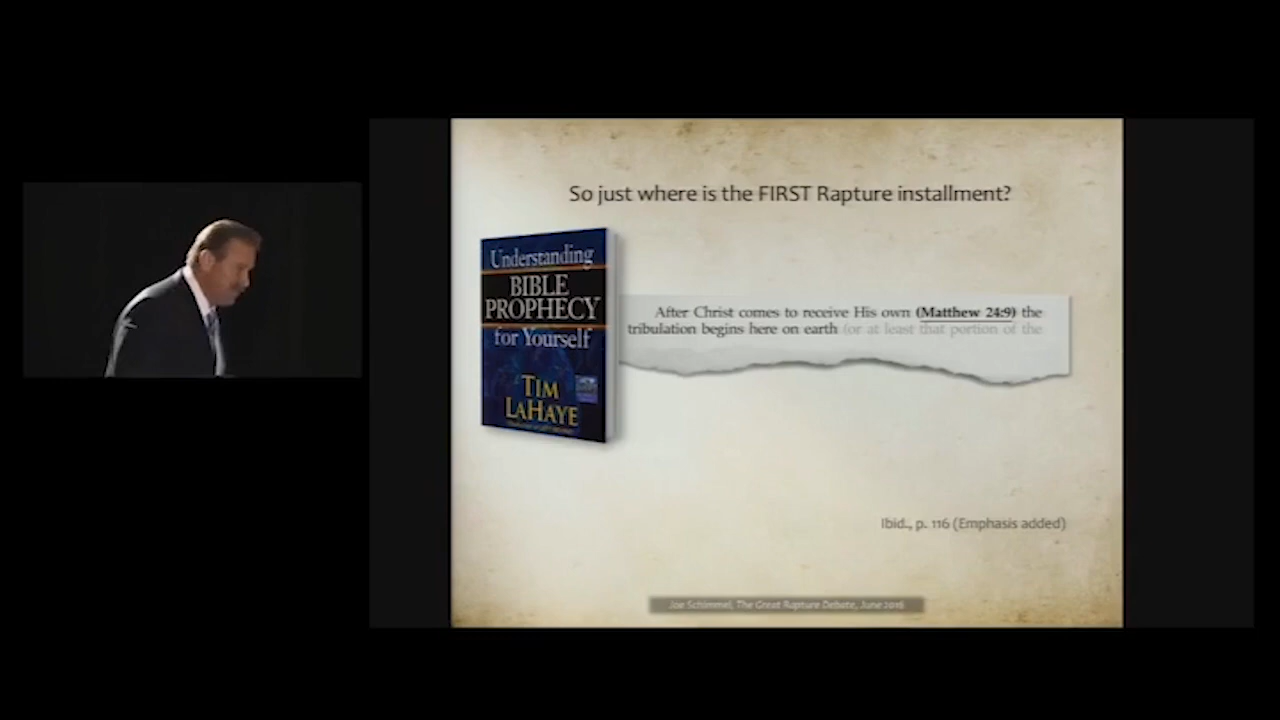 So just where is the FIRST Rapture installment?
Understanding
BIBLE
PROPHECY
for Yourself
TIM
LAHAYE
After Christ comes to receive His own (Matthew 24:9) the
tribulation begins here on earth (or at least that portion of the
Ibid., p. 116 (Emphasis added)
Joe Schimmel, The Great Rapture Debate, June 2016